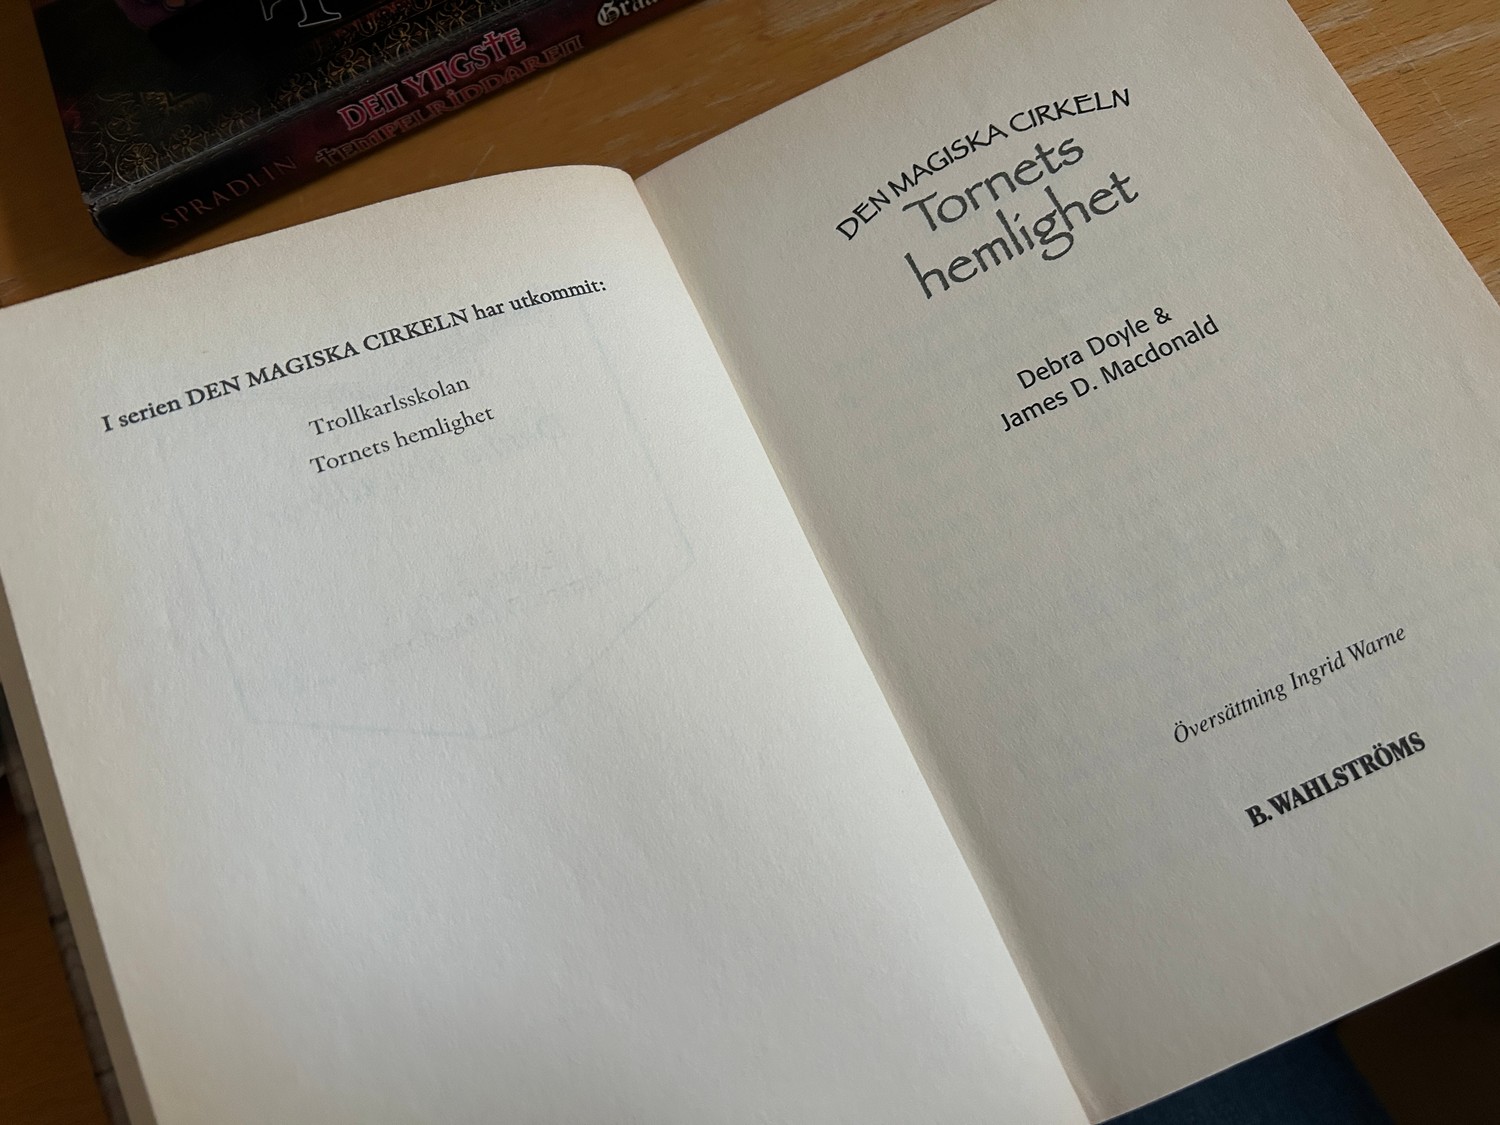 DEN YNGSTE
TEMPELRIDDAREN
SPRADLIN
I serien DEN MAGISKA CIRKELN har utkommit:
Trollkarlsskolan
Tornets hemlighet
DEN MAGISKA CIRKELN
Tornets
hemlighet
Debra Doyle &
James D. Macdonald
Översättning Ingrid Warne
B. WAHLSTRÖMS